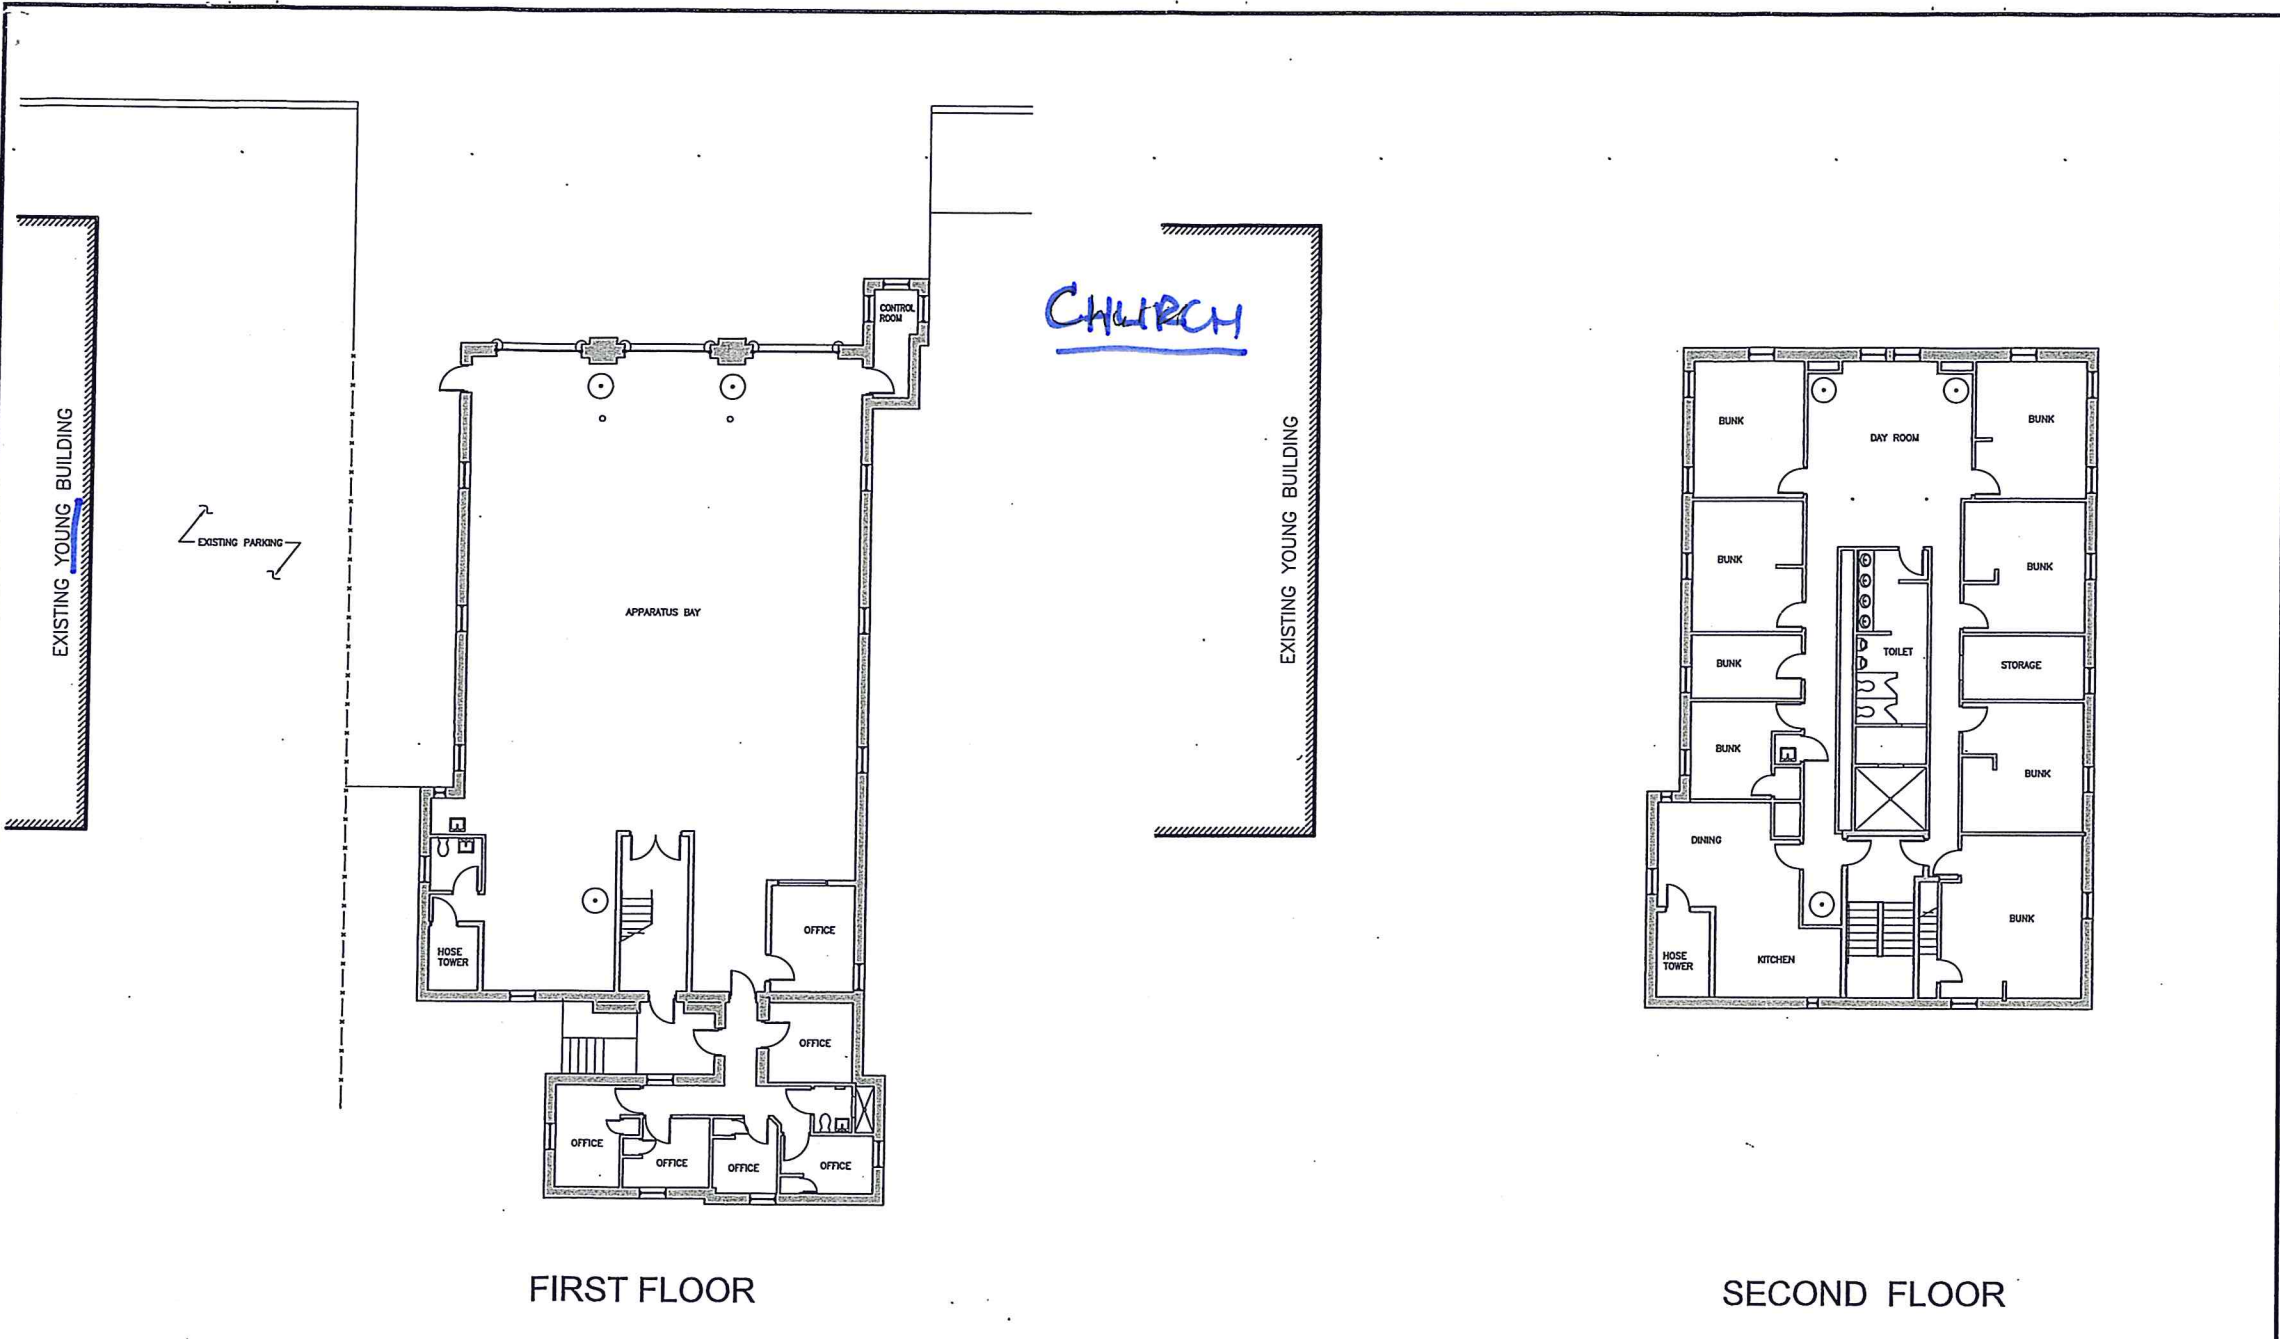 CONTROL
ROOM
CHURCH
EXISTING YOUNG BUILDING
EXISTING PARKING
APPARATUS BAY
EXISTING YOUNG BUILDING
OFFICE
HOSE
TOWER
OFFICE
OFFICE
OFFICE
OFFICE
OFFICE
FIRST FLOOR
BUNK
DAY ROOM
BUNK
BUNK
BUNK
BUNK
TOILET
STORAGE
BUNK
BUNK
DINING
BUNK
HOSE
TOWER
KITCHEN
SECOND FLOOR